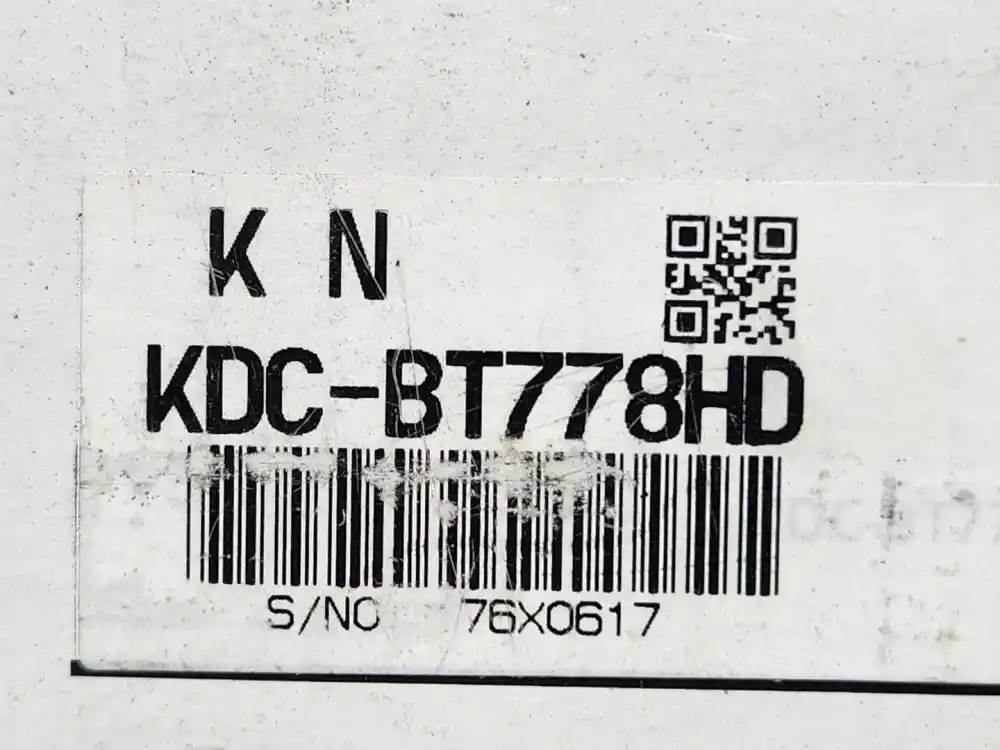 K N
KDC-BT778HD
S/NO 76X0617